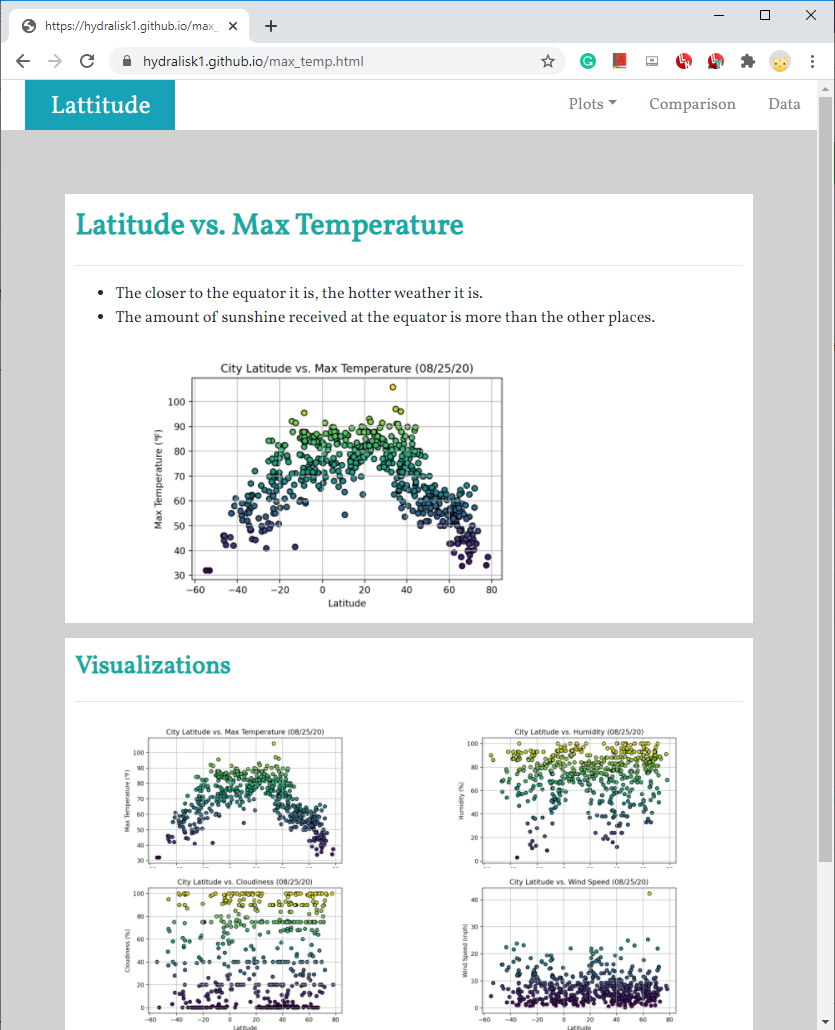 https://hydralisk1.github.io/max_
hydralisk1.github.io/max_temp.html
Lattitude
Plots
Comparison
Data
Latitude vs. Max Temperature
The closer to the equator it is, the hotter weather it is.
The amount of sunshine received at the equator is more than the other places.
City Latitude vs. Max Temperature (08/25/20)
Max Temperature (°F)
100
90
80
70
60
50
40
30
−60 −40 −20 0 20 40 60 80
Latitude
Visualizations
City Latitude vs. Max Temperature (08/25/20)
Max Temperature (°F)
100
90
80
70
60
50
40
30
City Latitude vs. Humidity (08/25/20)
Humidity (%)
100
80
60
40
20
0
City Latitude vs. Cloudiness (08/25/20)
Cloudiness (%)
100
80
60
40
20
0
−60 −40 −20 0 20 40 60 80
Latitude
City Latitude vs. Wind Speed (08/25/20)
Wind Speed (mph)
40
30
20
10
0
−60 −40 −20 0 20 40 60 80
Latitude